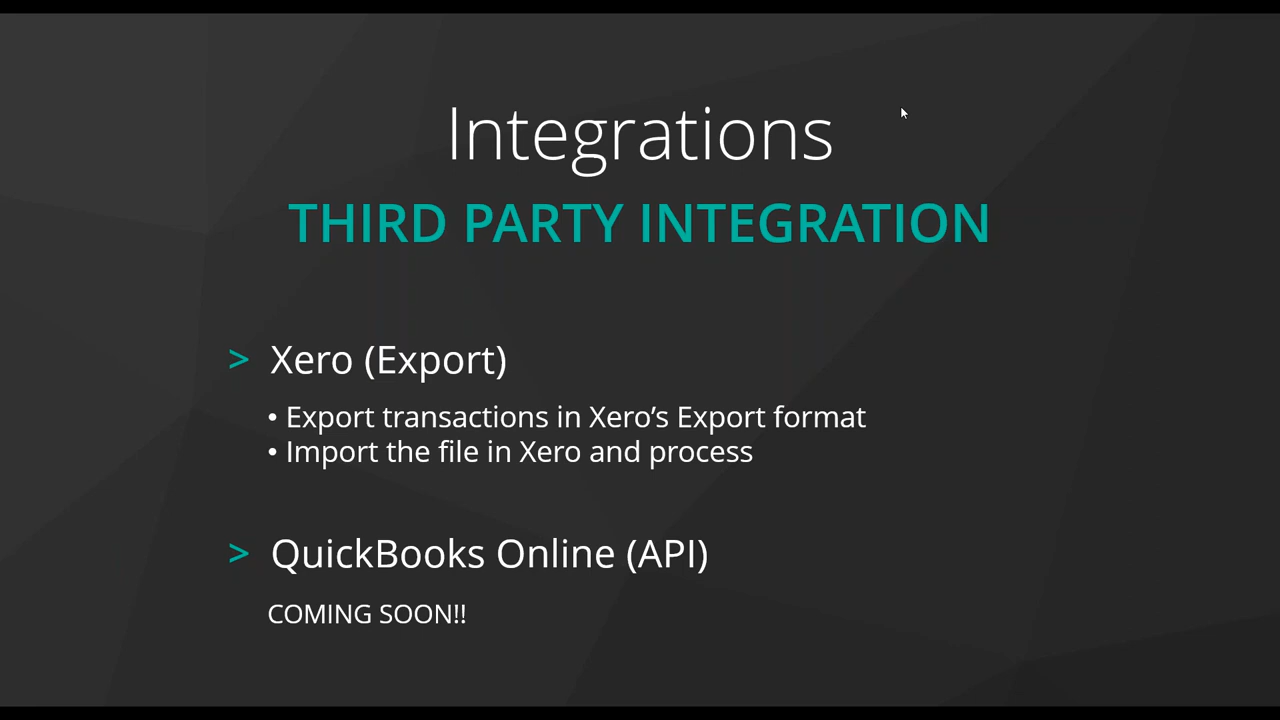 Integrations
THIRD PARTY INTEGRATION
> Xero (Export)
• Export transactions in Xero’s Export format
• Import the file in Xero and process
> QuickBooks Online (API)
COMING SOON!!